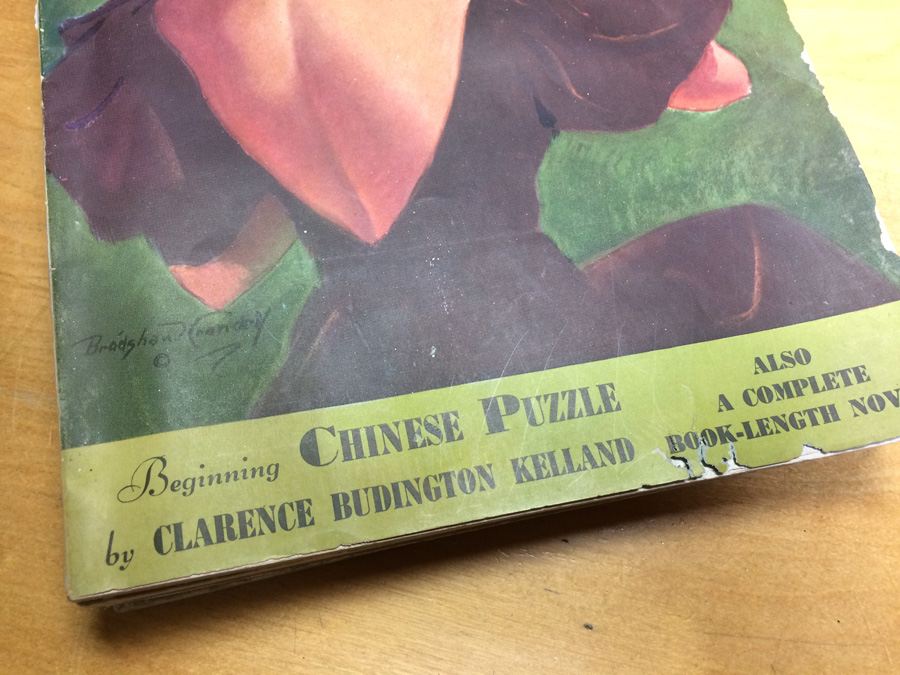 Bradshaw Crandell
©
Beginning CHINESE PUZZLE
by CLARENCE BUDINGTON KELLAND
ALSO
A COMPLETE
BOOK-LENGTH NOV